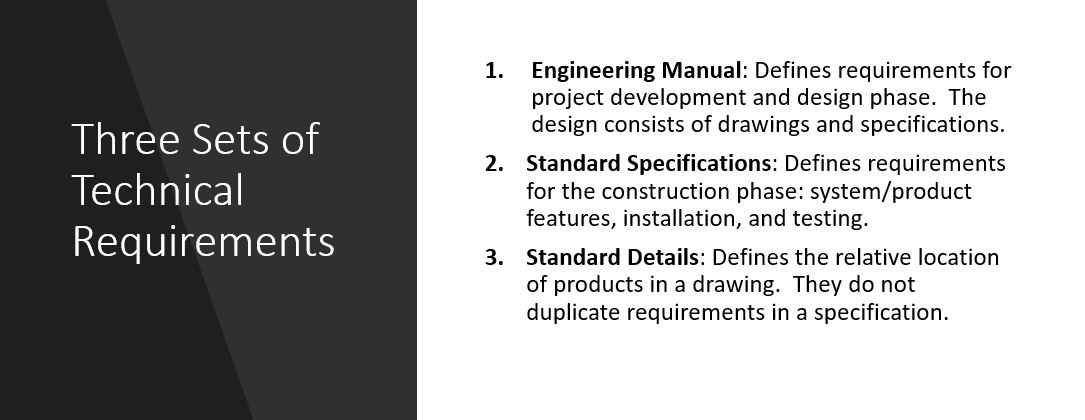 Three Sets of
Technical
Requirements
1. Engineering Manual: Defines requirements for
project development and design phase.  The
design consists of drawings and specifications.
2. Standard Specifications: Defines requirements
for the construction phase: system/product
features, installation, and testing.
3. Standard Details: Defines the relative location
of products in a drawing.  They do not
duplicate requirements in a specification.